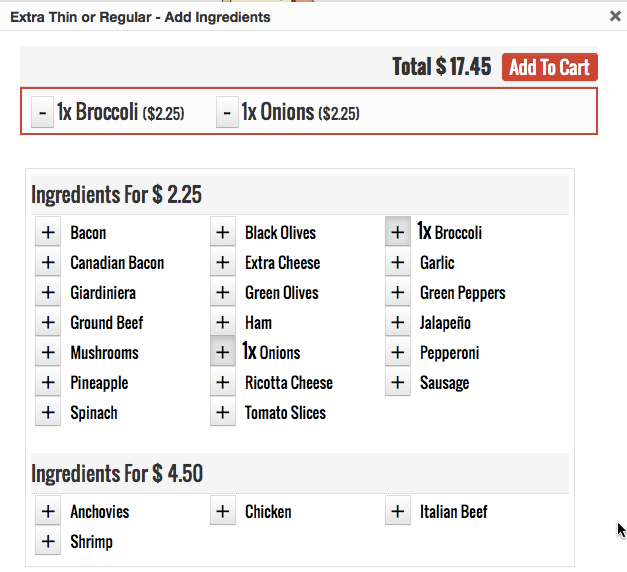 Extra Thin or Regular - Add Ingredients ×
Total $ 17.45 Add To Cart
- 1x Broccoli ($2.25) - 1x Onions ($2.25)
Ingredients For $ 2.25
+ Bacon + Black Olives + 1x Broccoli
+ Canadian Bacon + Extra Cheese + Garlic
+ Giardiniera + Green Olives + Green Peppers
+ Ground Beef + Ham + Jalapeño
+ Mushrooms + 1x Onions + Pepperoni
+ Pineapple + Ricotta Cheese + Sausage
+ Spinach + Tomato Slices
Ingredients For $ 4.50
+ Anchovies + Chicken + Italian Beef
+ Shrimp